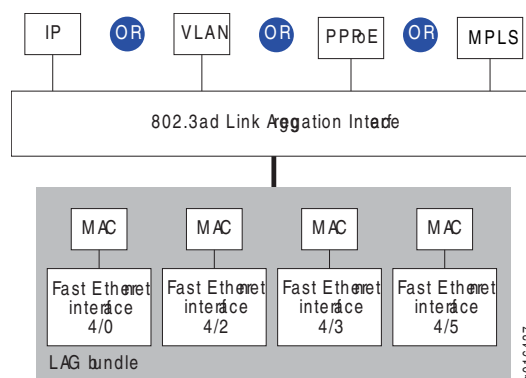 IP OR VLAN OR PPPoE OR MPLS
802.3ad Link Aggregation Interface
MAC MAC MAC MAC
Fast Ethernet Fast Ethernet Fast Ethernet Fast Ethernet
interface interface interface interface
4/0 4/2 4/3 4/5
LAG bundle